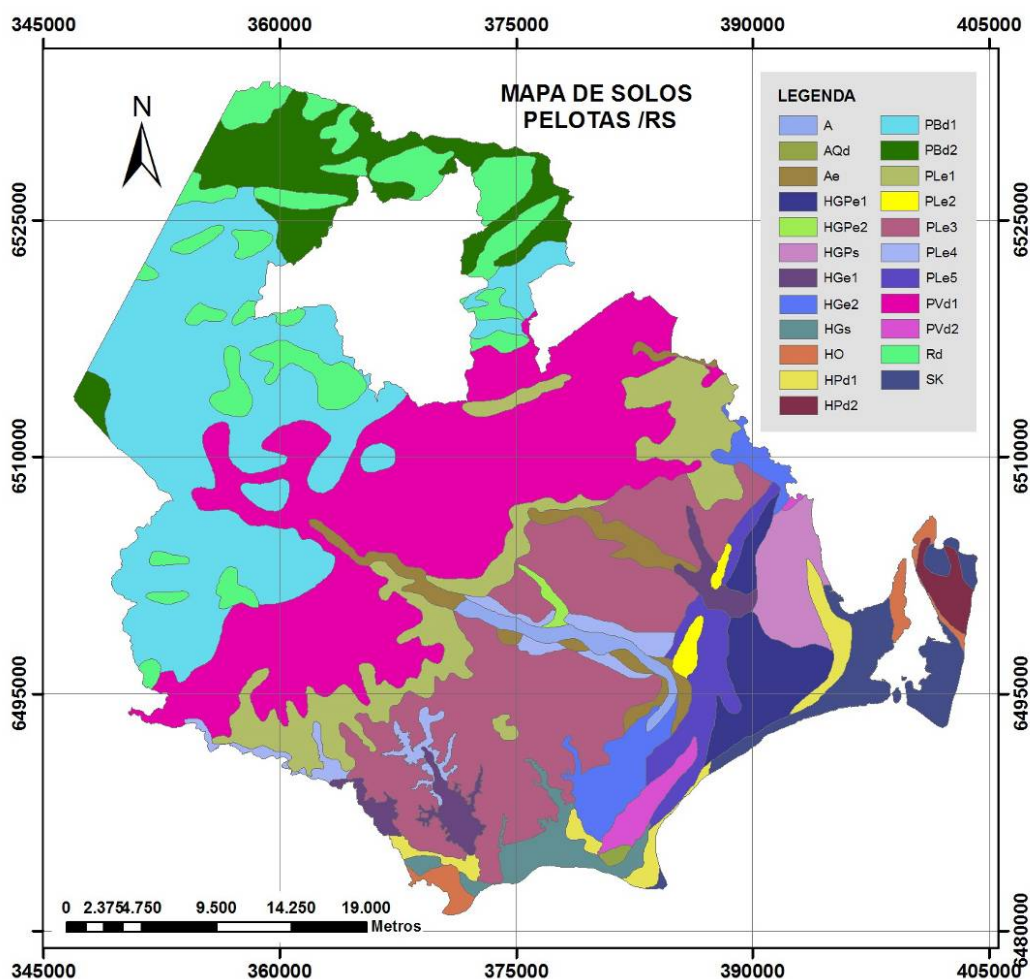 345000 360000 375000 390000 405000
N
MAPA DE SOLOS
PELOTAS /RS
LEGENDA
A
AQd
Ae
HGPe1
HGPe2
HGPs
HGe1
HGe2
HGs
HO
HPd1
HPd2
PBd1
PBd2
PLe1
PLe2
PLe3
PLe4
PLe5
PVd1
PVd2
Rd
SK
6525000 6525000
6510000 6510000
6495000 6495000
0 2.3754.750 9.500 14.250 19.000
Metros
6480000 6480000
345000 360000 375000 390000 405000